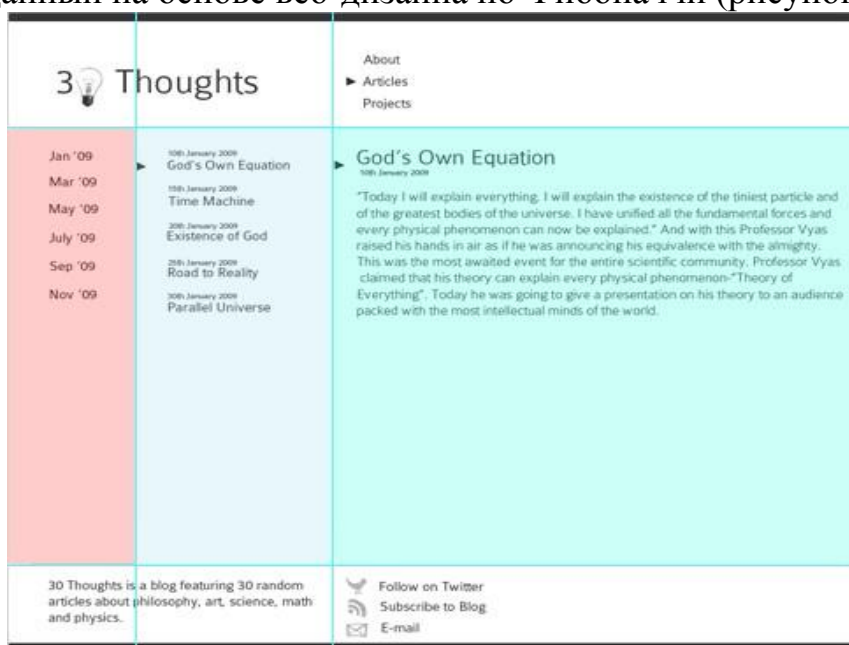 на основе веб-дизайна по
30 Thoughts
About
Articles
Projects
Jan '09
Mar '09
May '09
July '09
Sep '09
Nov '09
10th January 2009
God's Own Equation
15th January 2009
Time Machine
20th January 2009
Existence of God
25th January 2009
Road to Reality
30th January 2009
Parallel Universe
God's Own Equation
10th January 2009
"Today I will explain everything. I will explain the existence of the tiniest particle and
of the greatest bodies of the universe. I have unified all the fundamental forces and
every physical phenomenon can now be explained." And with this Professor Vyas
raised his hands in air as if he was announcing his equivalence with the almighty.
This was the most awaited event for the entire scientific community. Professor Vyas
claimed that his theory can explain every physical phenomenon-"Theory of
Everything". Today he was going to give a presentation on his theory to an audience
packed with the most intellectual minds of the world.
30 Thoughts is a blog featuring 30 random
articles about philosophy, art, science, math
and physics.
Follow on Twitter
Subscribe to Blog
E-mail